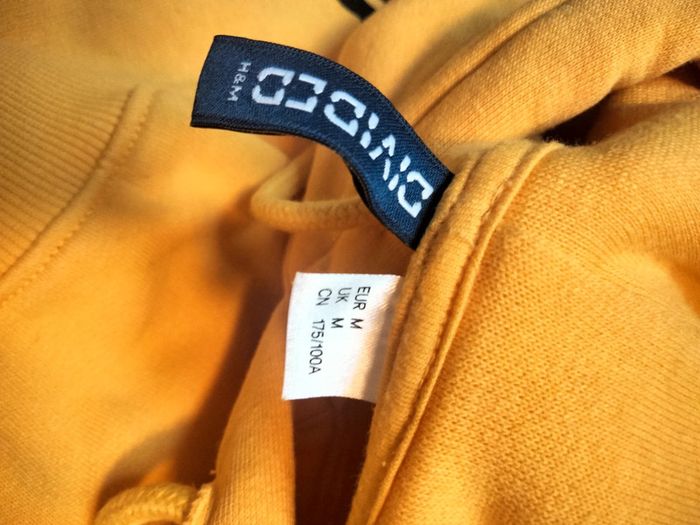 DIVIDED
H&M
EUR M
UK M
CN 175/100A